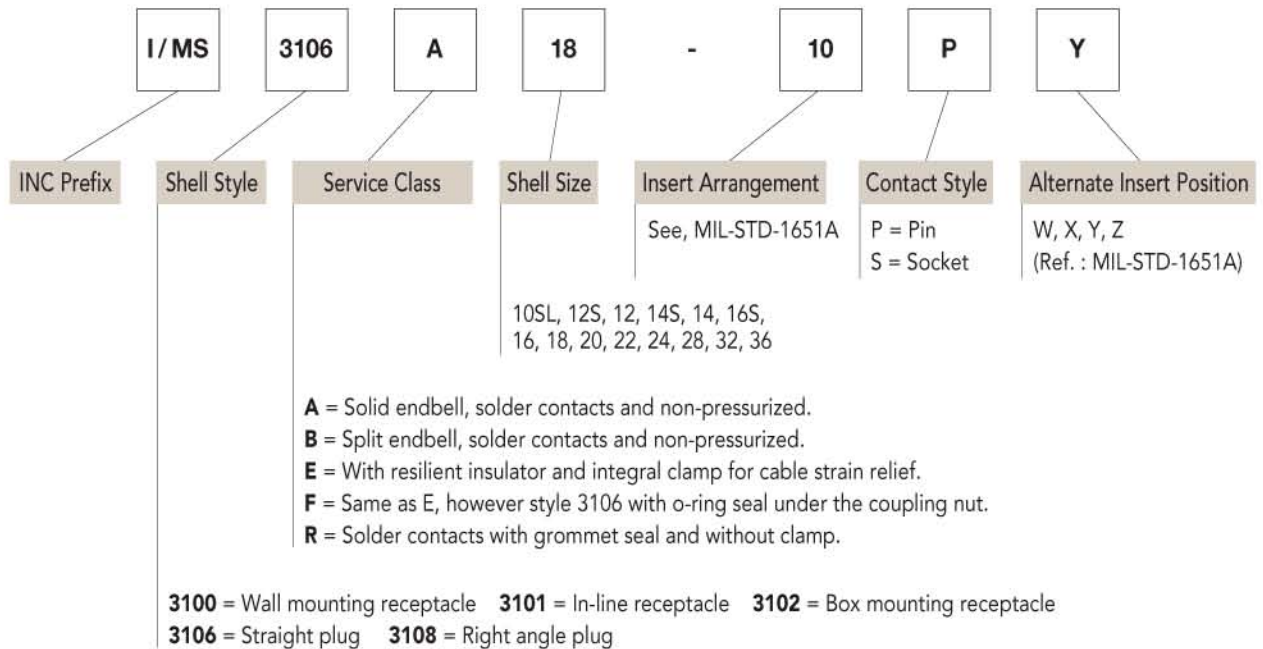 I / MS 3106 A 18 - 10 P Y
INC Prefix Shell Style Service Class Shell Size Insert Arrangement Contact Style Alternate Insert Position
See, MIL-STD-1651A
P = Pin
S = Socket
W, X, Y, Z
(Ref. : MIL-STD-1651A)
10SL, 12S, 12, 14S, 14, 16S,
16, 18, 20, 22, 24, 28, 32, 36
A = Solid endbell, solder contacts and non-pressurized.
B = Split endbell, solder contacts and non-pressurized.
E = With resilient insulator and integral clamp for cable strain relief.
F = Same as E, however style 3106 with o-ring seal under the coupling nut.
R = Solder contacts with grommet seal and without clamp.
3100 = Wall mounting receptacle 3101 = In-line receptacle 3102 = Box mounting receptacle
3106 = Straight plug 3108 = Right angle plug